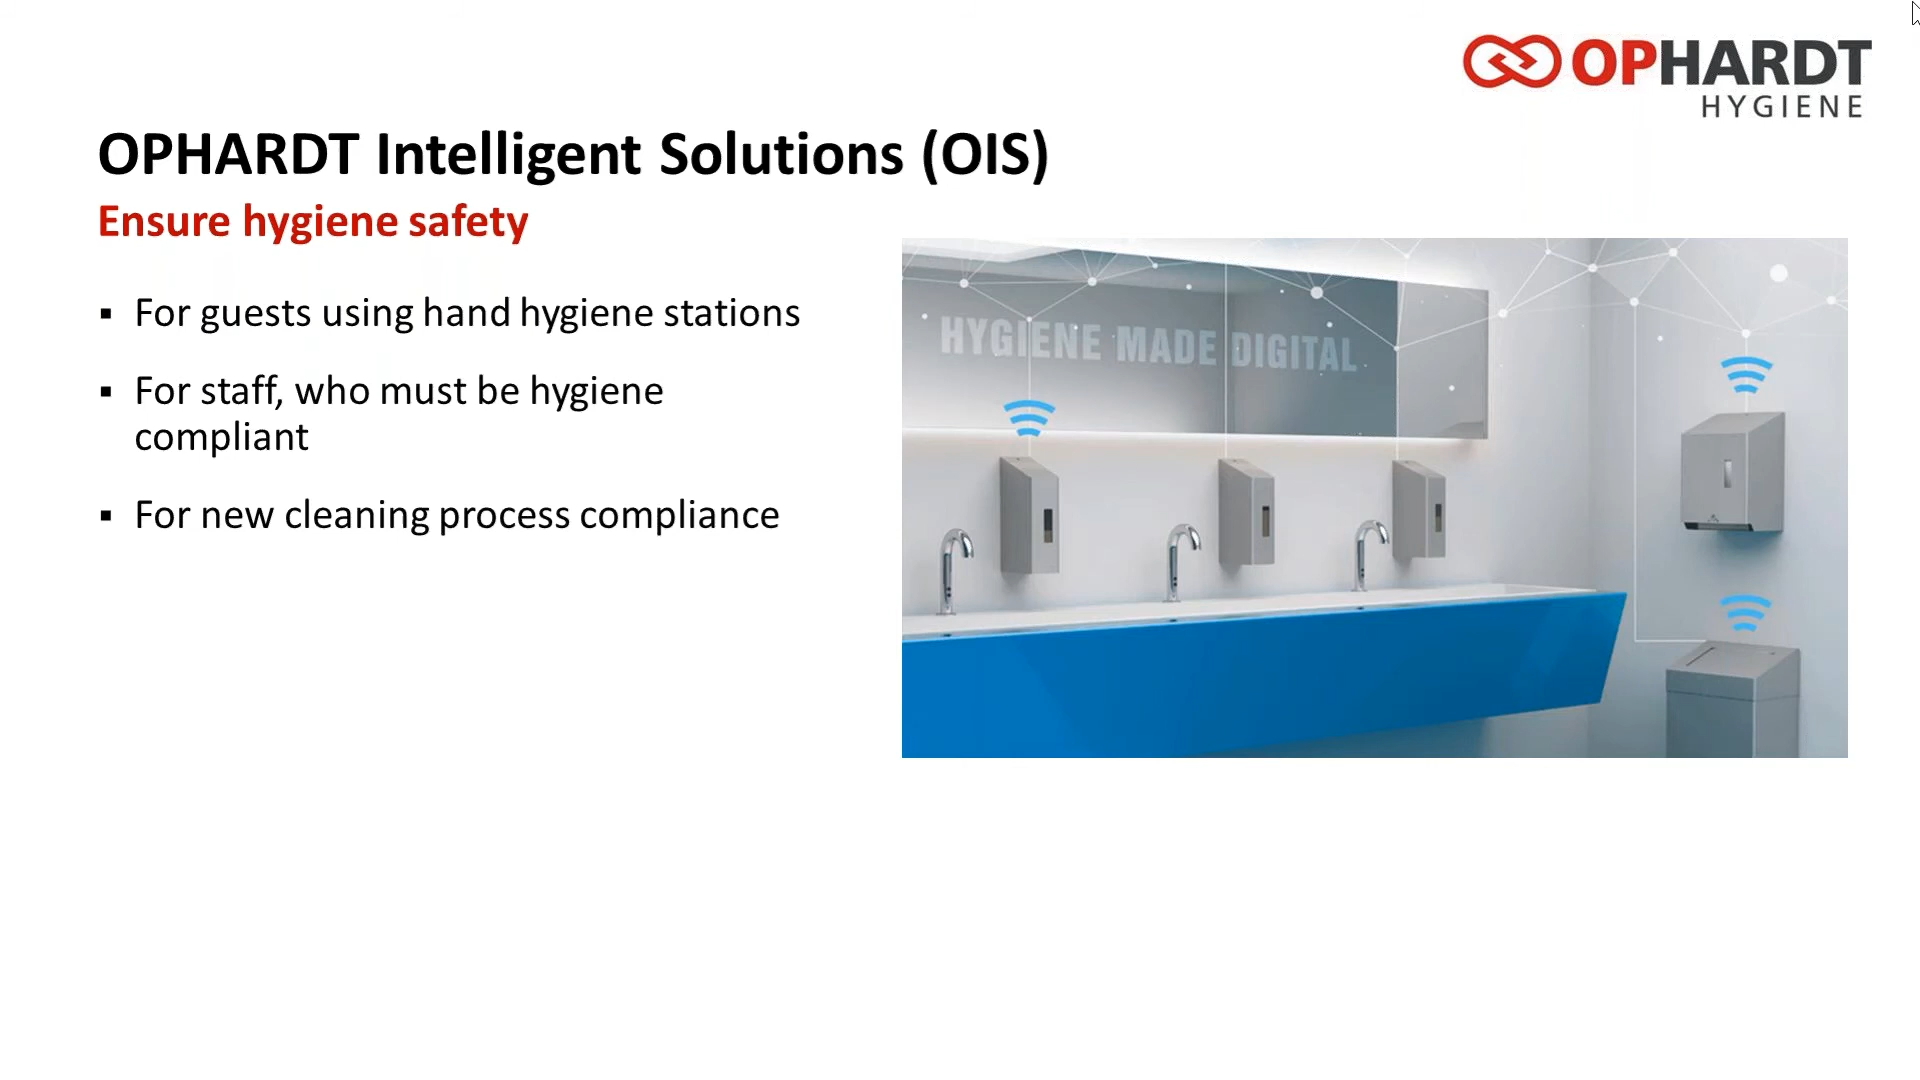 OPHARDT
HYGIENE
OPHARDT Intelligent Solutions (OIS)
Ensure hygiene safety
▪ For guests using hand hygiene stations
▪ For staff, who must be hygiene
compliant
▪ For new cleaning process compliance
HYGIENE MADE DIGITAL